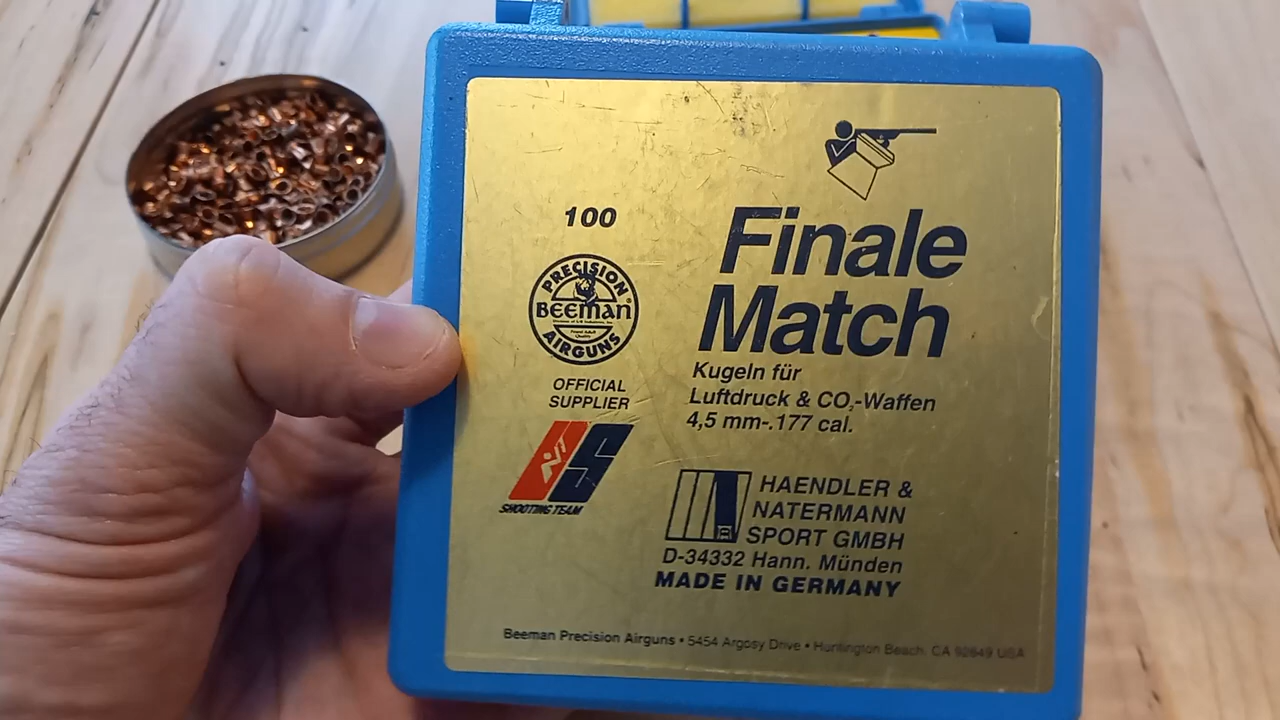 100
PRECISION
BEEMAN
AIRGUNS
OFFICIAL
SUPPLIER
S
SHOOTING TEAM
Finale
Match
Kugeln für
Luftdruck & CO₂-Waffen
4,5 mm-.177 cal.
HAENDLER &
NATERMANN
SPORT GMBH
D-34332 Hann. Münden
MADE IN GERMANY
Beeman Precision Airguns • 5454 Argosy Drive • Huntington Beach, CA 92649 USA